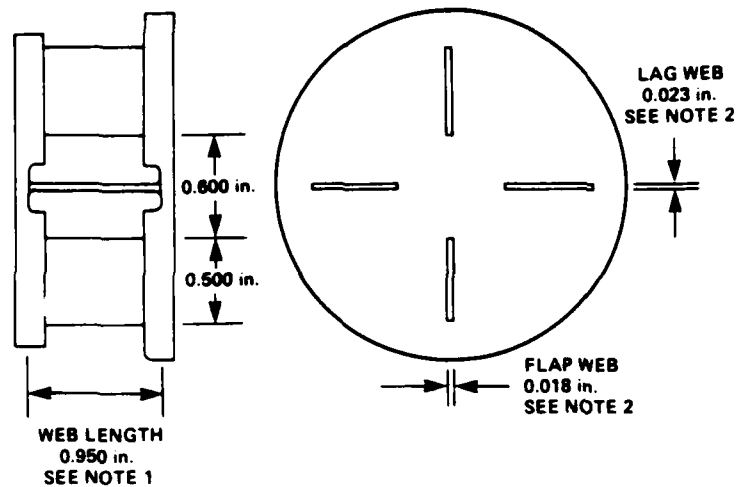 LAG WEB
0.023 in.
SEE NOTE 2
0.600 in.
0.500 in.
FLAP WEB
0.018 in.
SEE NOTE 2
WEB LENGTH
0.950 in.
SEE NOTE 1